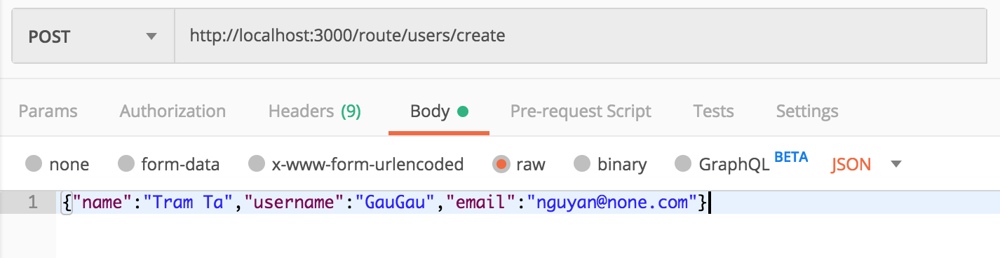 POST http://localhost:3000/route/users/create
Params Authorization Headers (9) Body Pre-request Script Tests Settings
none form-data x-www-form-urlencoded raw binary GraphQL BETA JSON
1 {"name":"Tram Ta","username":"GauGau","email":"nguyan@none.com"}